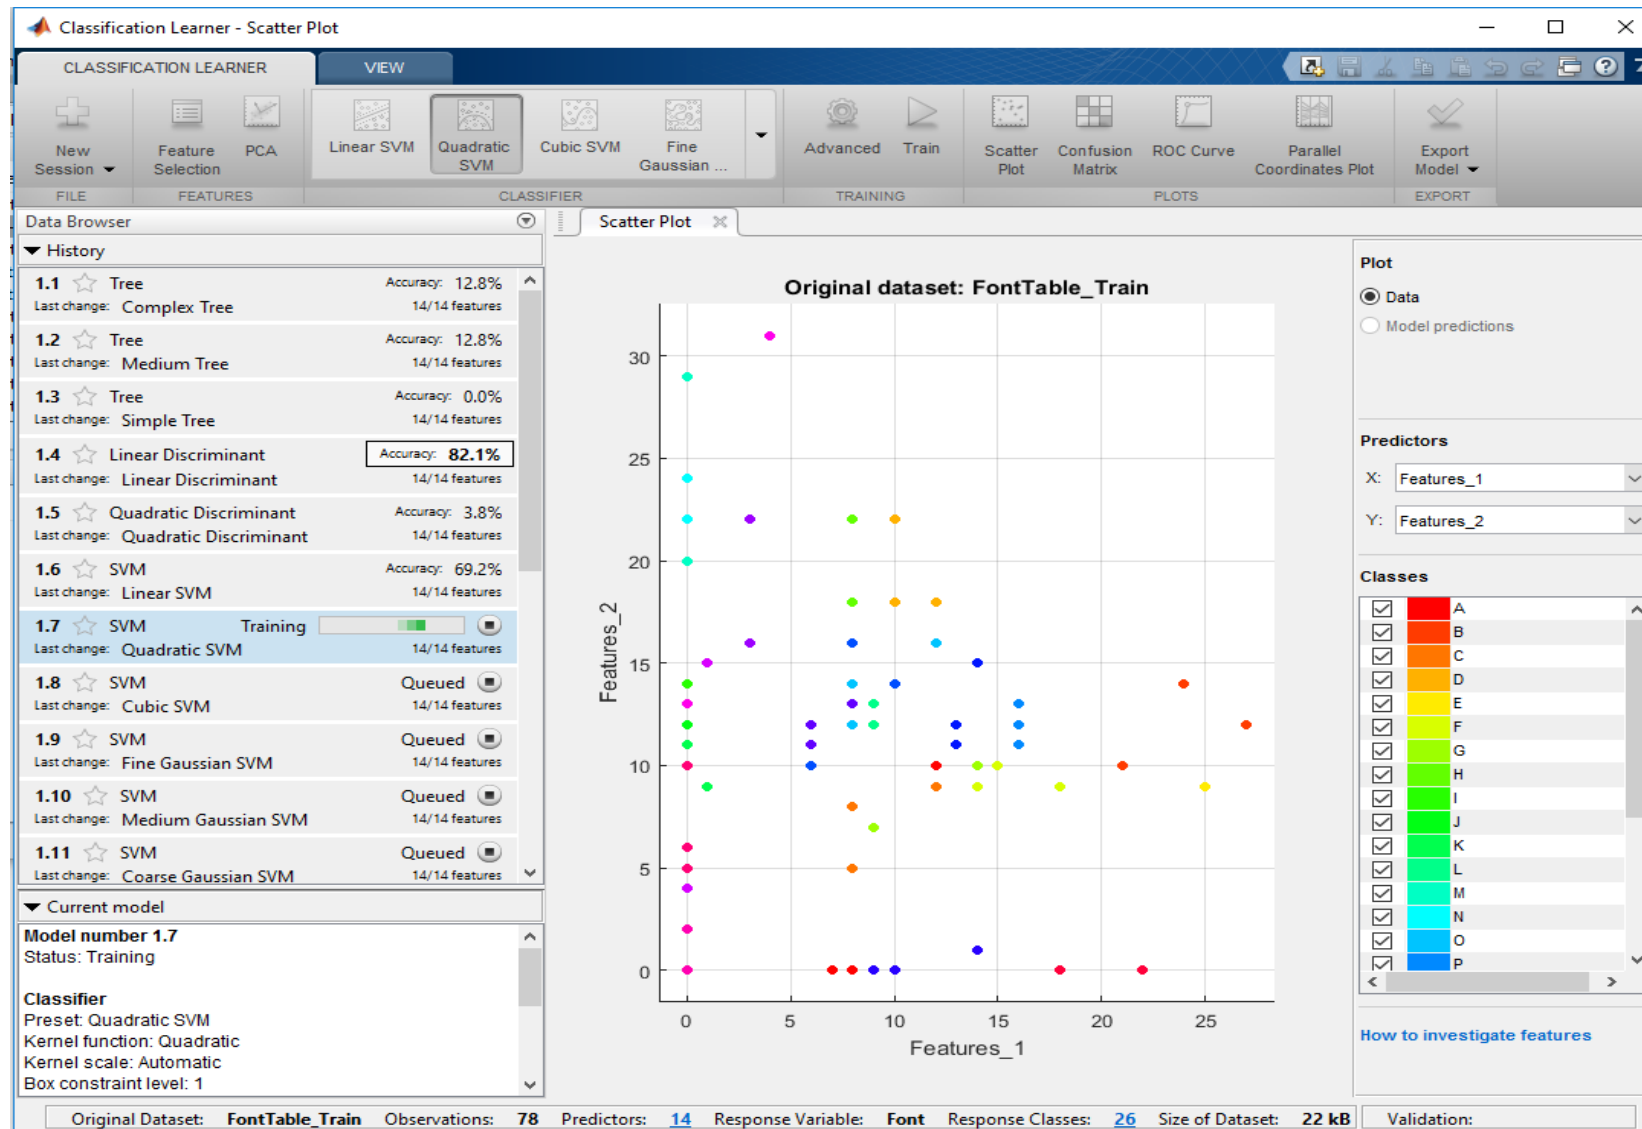 Classification Learner - Scatter Plot
CLASSIFICATION LEARNER VIEW
New Session
Feature Selection
PCA
Linear SVM
Quadratic SVM
Cubic SVM
Fine Gaussian ...
Advanced
Train
Scatter Plot
Confusion Matrix
ROC Curve
Parallel Coordinates Plot
Export Model
FILE FEATURES CLASSIFIER TRAINING PLOTS EXPORT
Data Browser
History
1.1 Tree Accuracy: 12.8%
Last change: Complex Tree 14/14 features
1.2 Tree Accuracy: 12.8%
Last change: Medium Tree 14/14 features
1.3 Tree Accuracy: 0.0%
Last change: Simple Tree 14/14 features
1.4 Linear Discriminant Accuracy: 82.1%
Last change: Linear Discriminant 14/14 features
1.5 Quadratic Discriminant Accuracy: 3.8%
Last change: Quadratic Discriminant 14/14 features
1.6 SVM Accuracy: 69.2%
Last change: Linear SVM 14/14 features
1.7 SVM Training
Last change: Quadratic SVM 14/14 features
1.8 SVM Queued
Last change: Cubic SVM 14/14 features
1.9 SVM Queued
Last change: Fine Gaussian SVM 14/14 features
1.10 SVM Queued
Last change: Medium Gaussian SVM 14/14 features
1.11 SVM Queued
Last change: Coarse Gaussian SVM 14/14 features
Current model
Model number 1.7
Status: Training
Classifier
Preset: Quadratic SVM
Kernel function: Quadratic
Kernel scale: Automatic
Box constraint level: 1
Scatter Plot
Original dataset: FontTable_Train
30
25
20
15
10
5
0
Features_2
0 5 10 15 20 25
Features_1
Plot
Data
Model predictions
Predictors
X: Features_1
Y: Features_2
Classes
A
B
C
D
E
F
G
H
I
J
K
L
M
N
O
P
How to investigate features
Original Dataset: FontTable_Train Observations: 78 Predictors: 14 Response Variable: Font Response Classes: 26 Size of Dataset: 22 kB Validation: